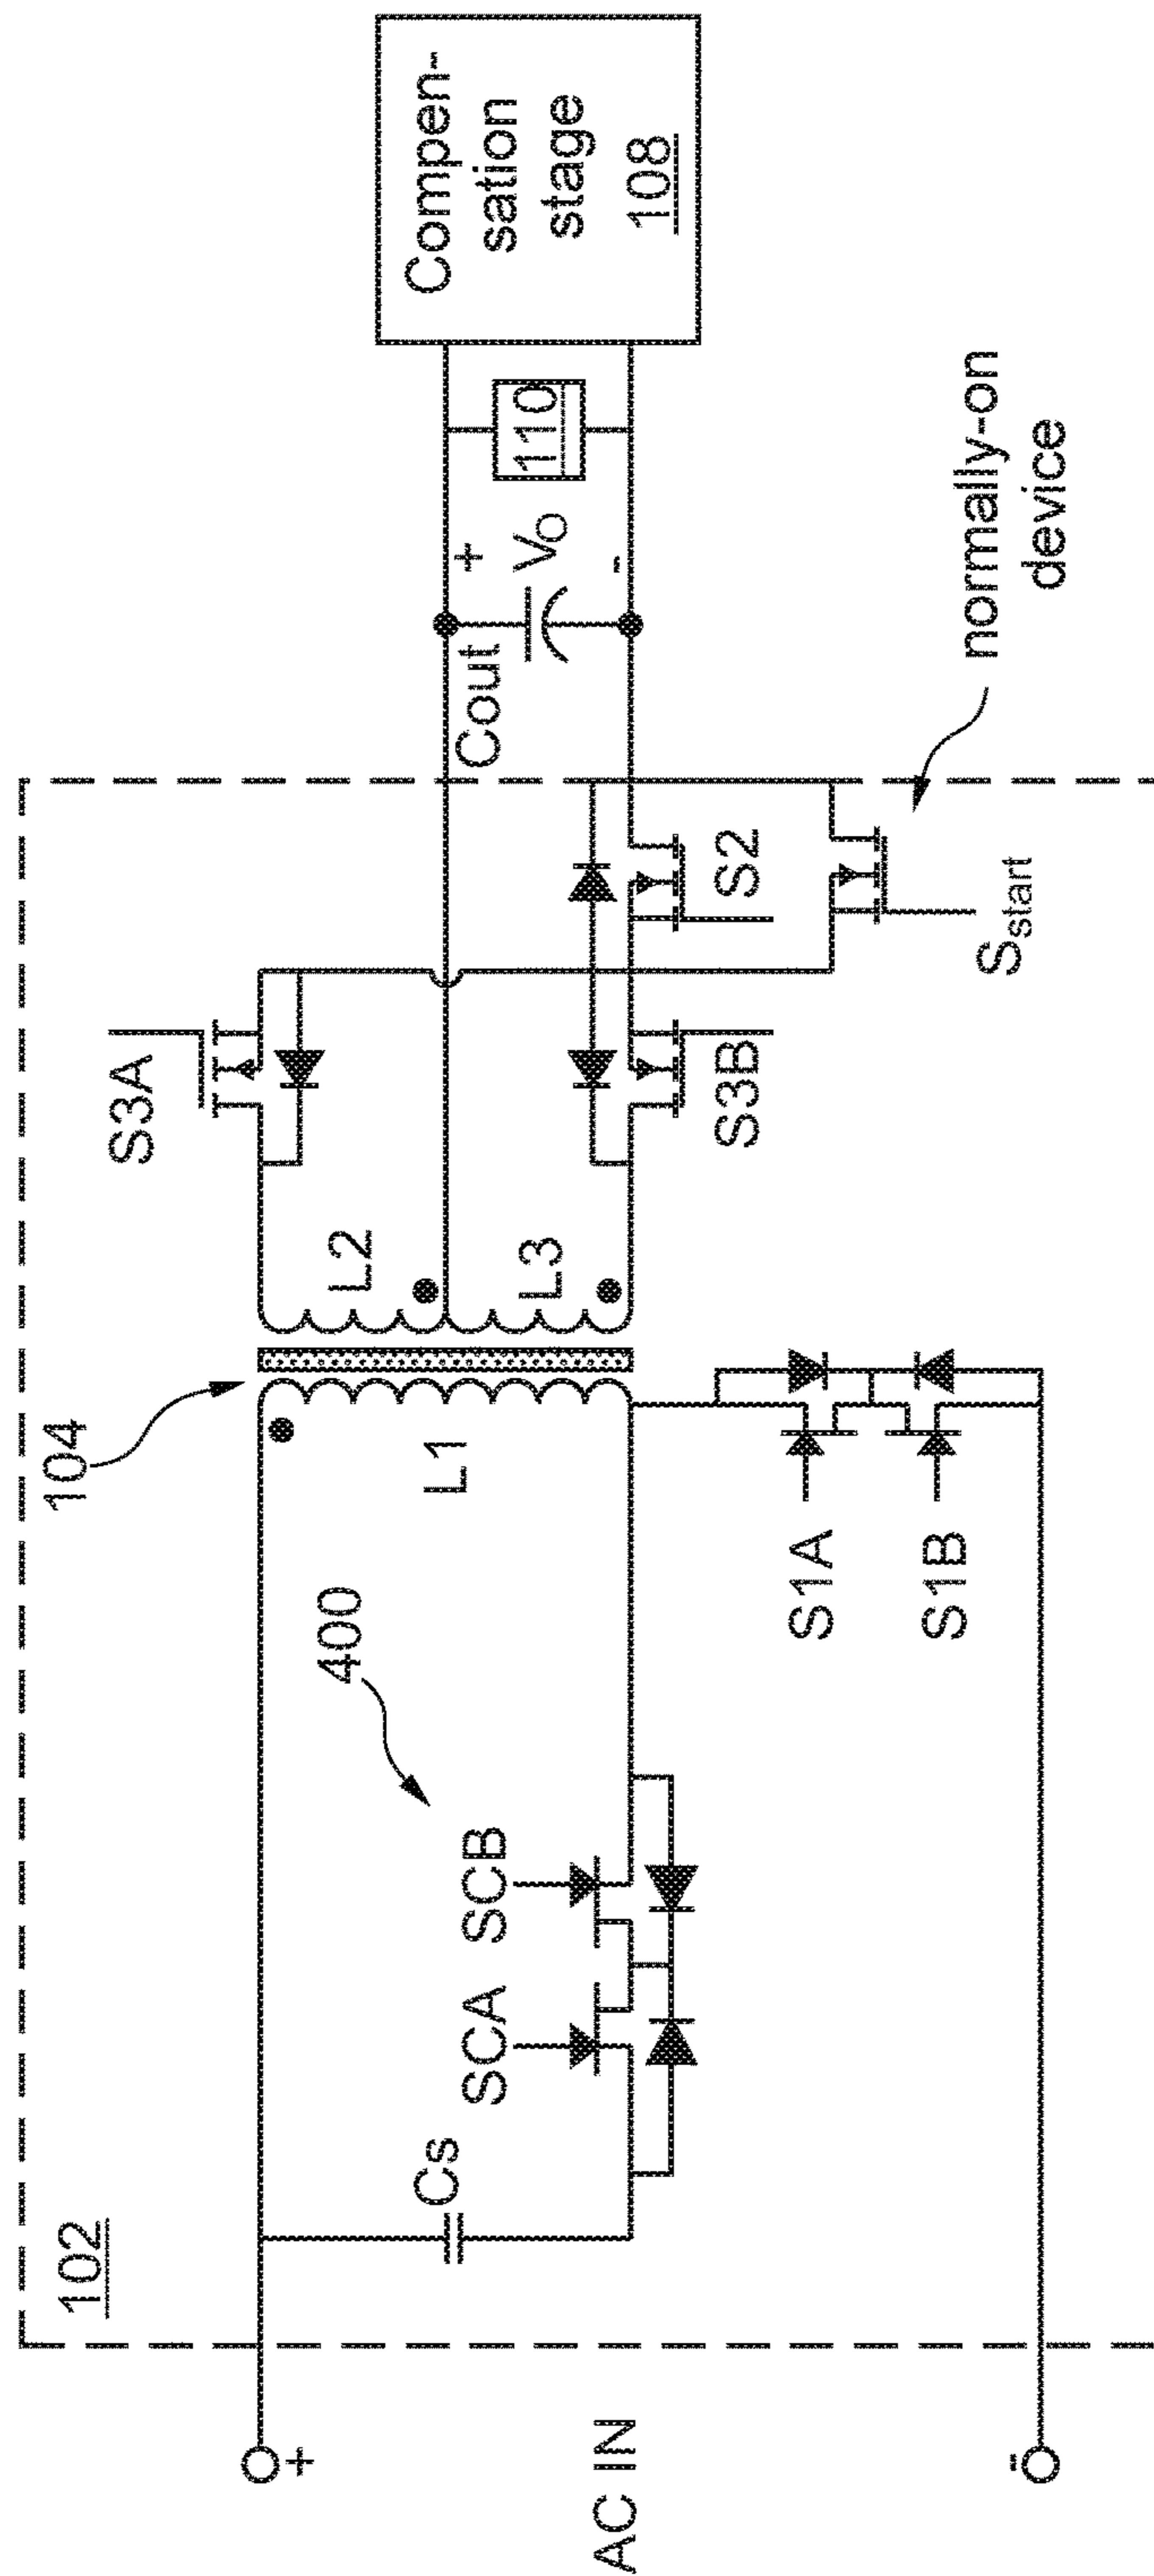 102
104
400
AC IN
+
-
Cs
SCA
SCB
L1
L2
L3
S1A
S1B
S3A
S3B
S2
Sstart
normally-on
device
Cout
+
VO
-
110
Compen-
sation
stage
108